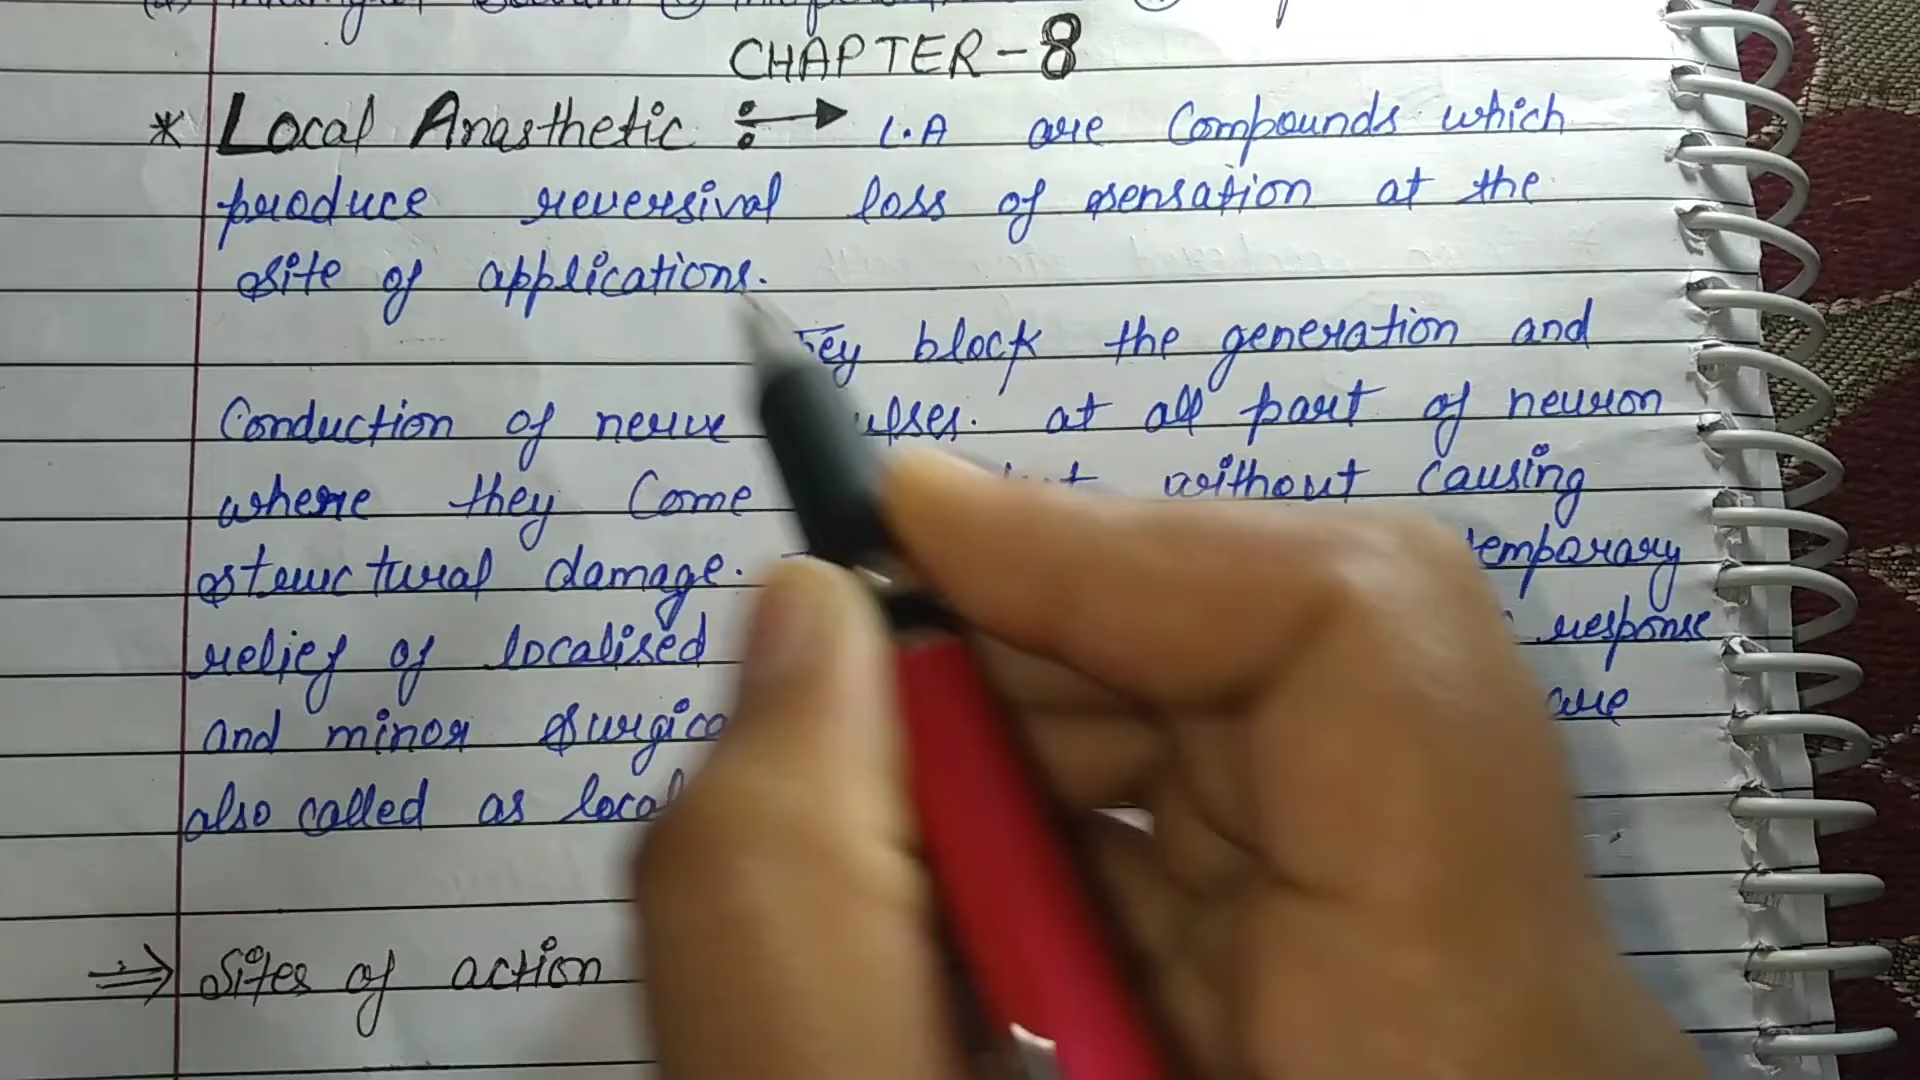 CHAPTER - 8
* Local Anasthetic ÷→ L.A are Compounds which
produce reversival loss of sensation at the
site of applications.
block the generation and
Conduction of nerve at all part of neuron
where they Come without causing
structural damage. temporary
relief of localised response
and minor are
also called as local
⇒ Sites of action